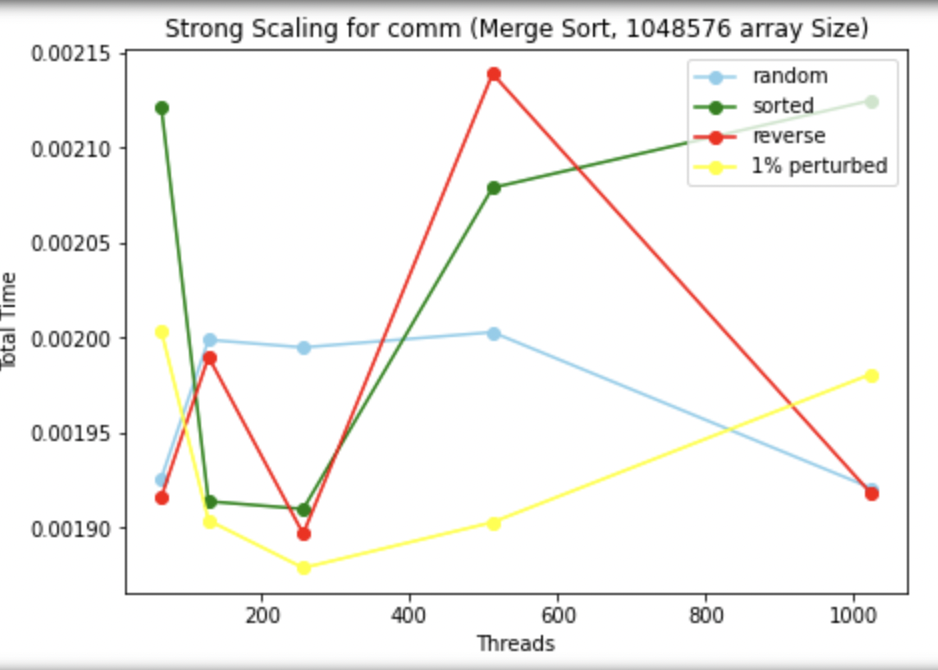 Strong Scaling for comm (Merge Sort, 1048576 array Size)
0.00215
0.00210
0.00205
0.00200
0.00195
0.00190
Total Time
random
sorted
reverse
1% perturbed
200
400
600
800
1000
Threads